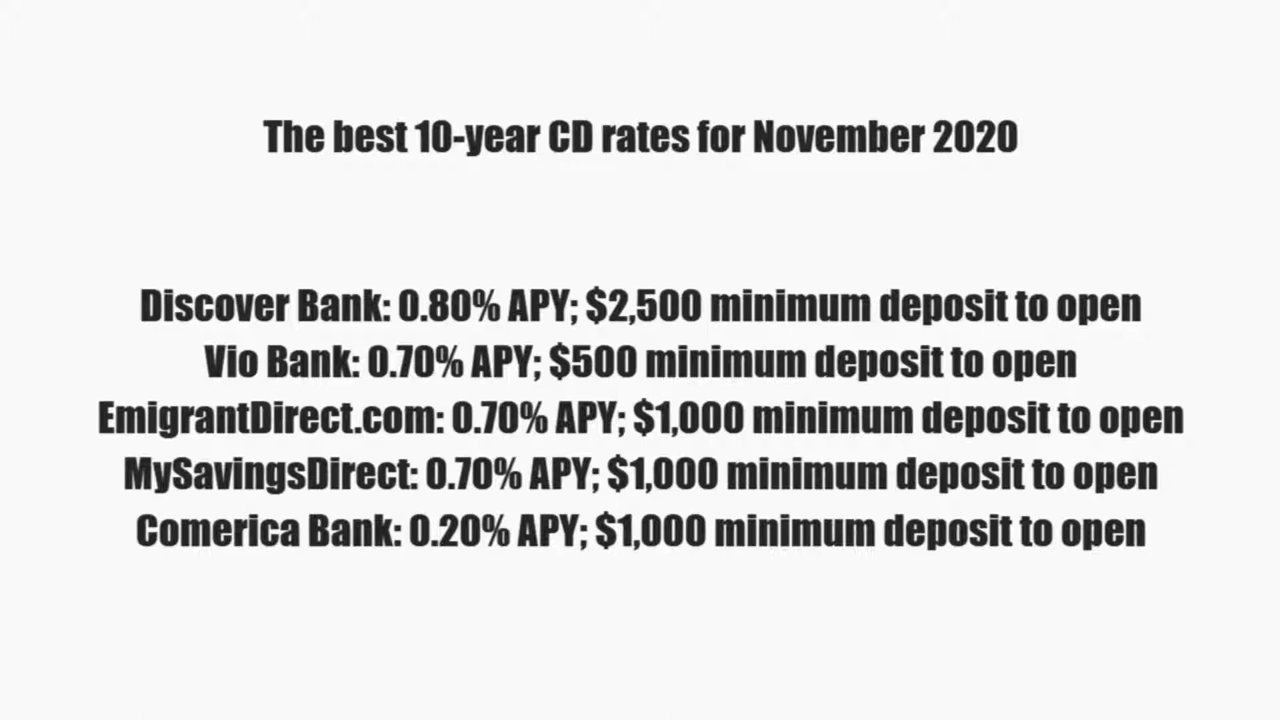 The best 10-year CD rates for November 2020
Discover Bank: 0.80% APY; $2,500 minimum deposit to open
Vio Bank: 0.70% APY; $500 minimum deposit to open
EmigrantDirect.com: 0.70% APY; $1,000 minimum deposit to open
MySavingsDirect: 0.70% APY; $1,000 minimum deposit to open
Comerica Bank: 0.20% APY; $1,000 minimum deposit to open